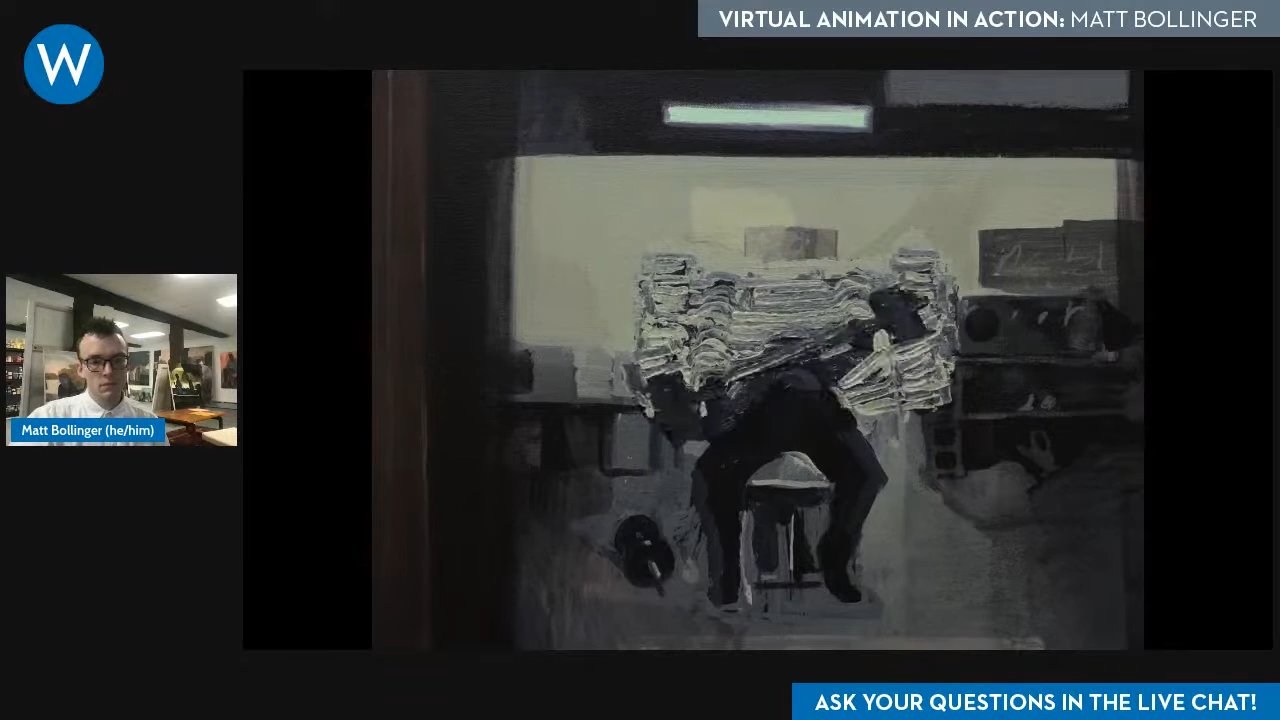 VIRTUAL ANIMATION IN ACTION: MATT BOLLINGER
W
Matt Bollinger (he/him)
ASK YOUR QUESTIONS IN THE LIVE CHAT!